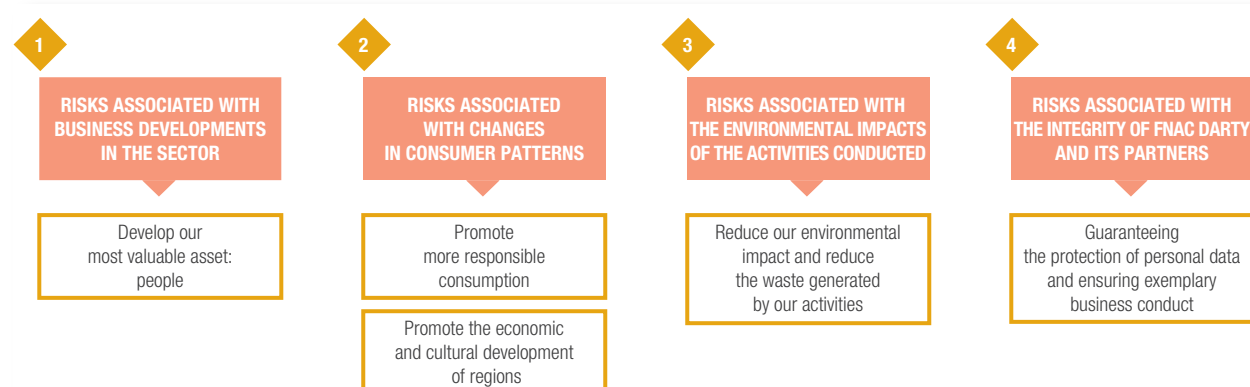 1
RISKS ASSOCIATED WITH
BUSINESS DEVELOPMENTS
IN THE SECTOR
Develop our
most valuable asset:
people
2
RISKS ASSOCIATED
WITH CHANGES
IN CONSUMER PATTERNS
Promote
more responsible
consumption
Promote the economic
and cultural development
of regions
3
RISKS ASSOCIATED WITH
THE ENVIRONMENTAL IMPACTS
OF THE ACTIVITIES CONDUCTED
Reduce our environmental
impact and reduce
the waste generated
by our activities
4
RISKS ASSOCIATED WITH
THE INTEGRITY OF FNAC DARTY
AND ITS PARTNERS
Guaranteeing
the protection of personal data
and ensuring exemplary
business conduct